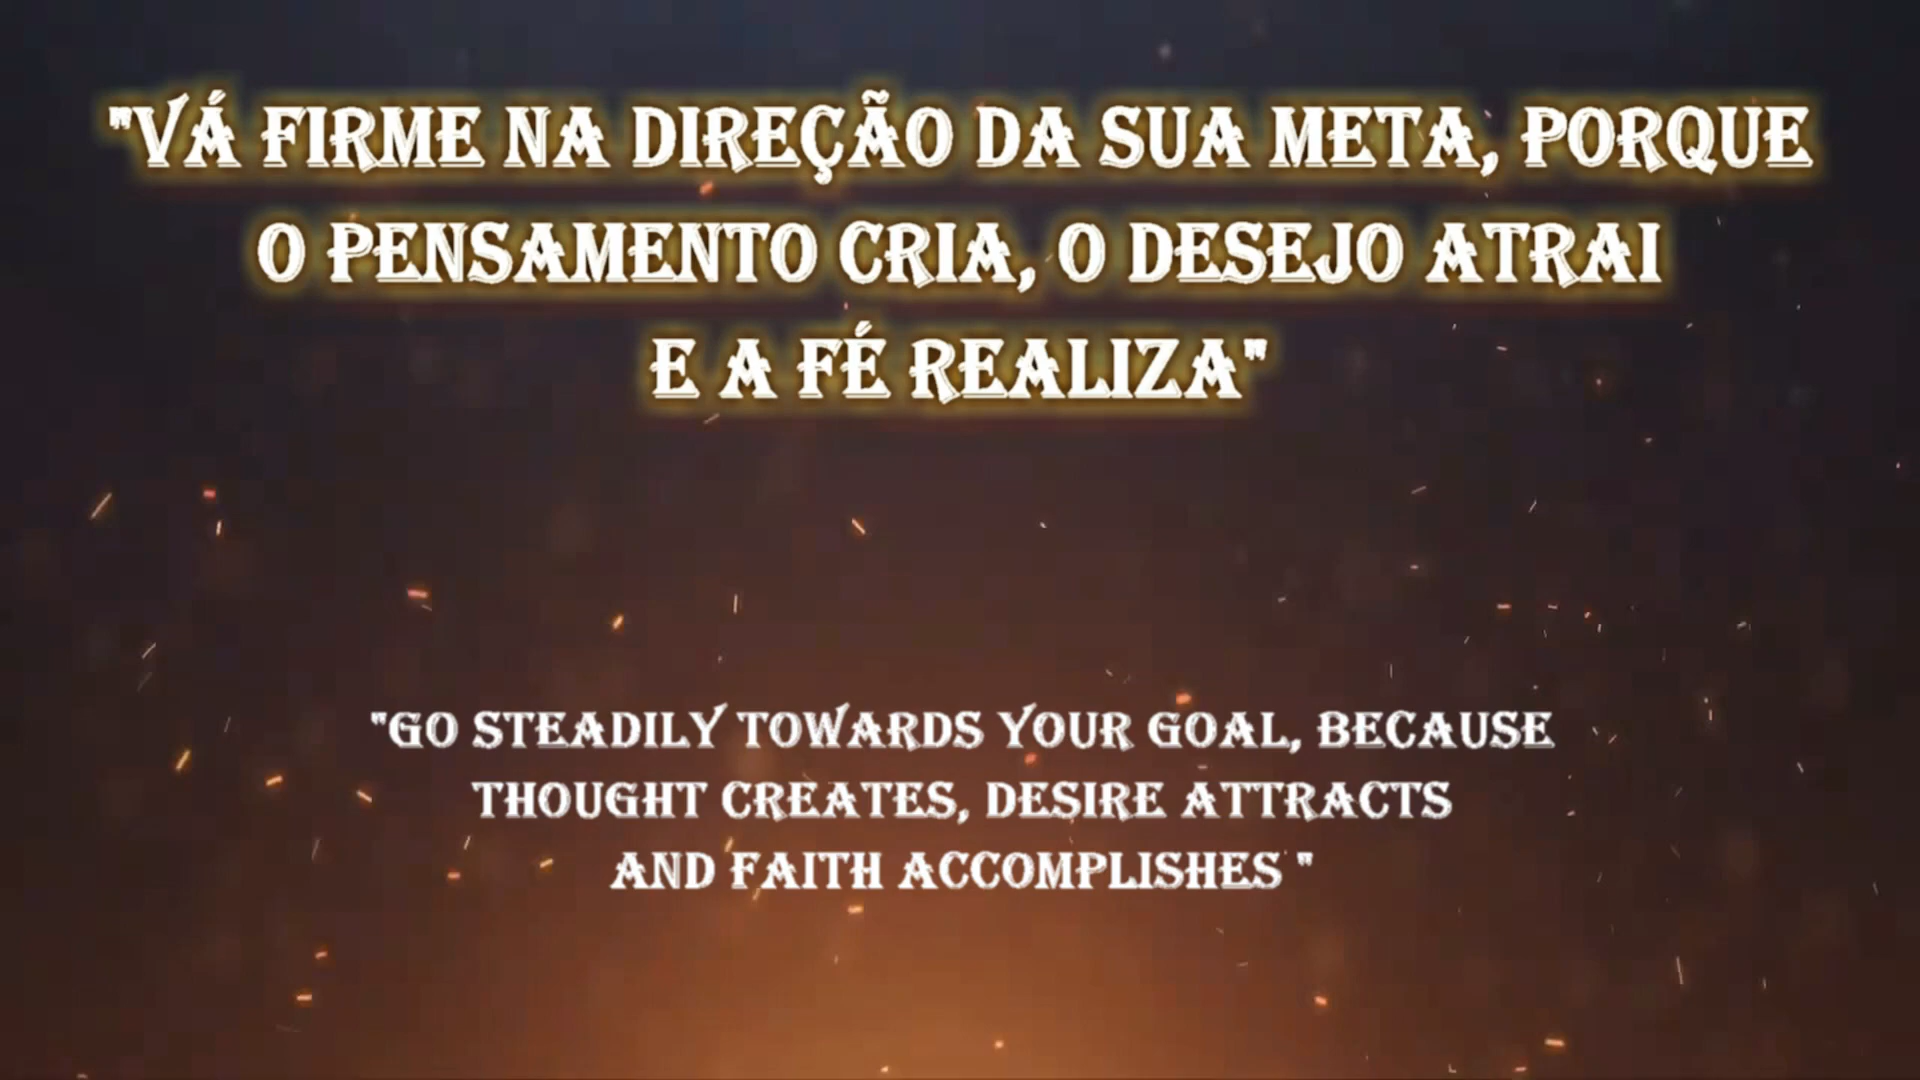 "VÁ FIRME NA DIREÇÃO DA SUA META, PORQUE
O PENSAMENTO CRIA, O DESEJO ATRAI
E A FÉ REALIZA"
"GO STEADILY TOWARDS YOUR GOAL, BECAUSE
THOUGHT CREATES, DESIRE ATTRACTS
AND FAITH ACCOMPLISHES "